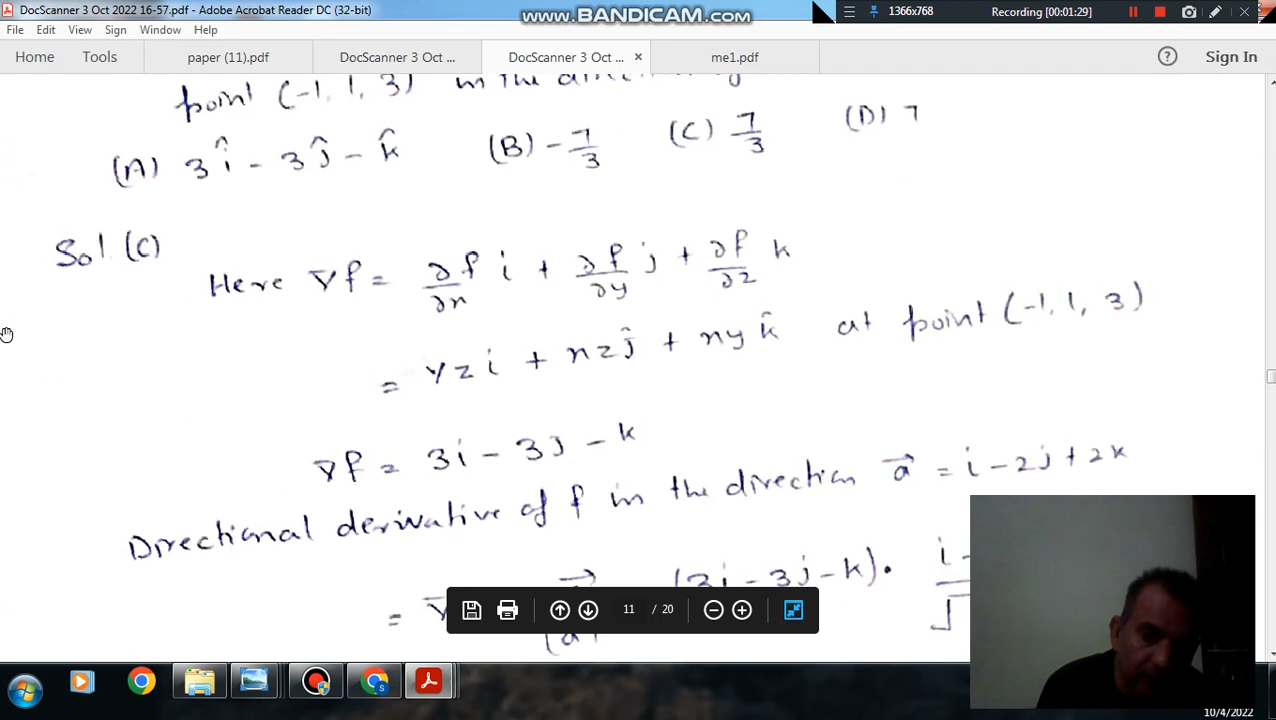 DocScanner 3 Oct 2022 16-57.pdf - Adobe Acrobat Reader DC (32-bit)
www.BANDICAM.com
1366x768
Recording [00:01:29]
File Edit View Sign Window Help
Home Tools paper (11).pdf DocScanner 3 Oct ... DocScanner 3 Oct ... × me1.pdf Sign In
point (-1, 1, 3) in the
(A) 3î - 3ĵ - k̂ (B) -7/3 (C) 7/3 (D) 7
Sol. (C)
Here ∇f = ∂f/∂x i + ∂f/∂y j + ∂f/∂z k
= yz i + xz ĵ + xy k̂ at point (-1, 1, 3)
∇f = 3i - 3j - k
Directional derivative of f in the direction a⃗ = i - 2j + 2k
= (3i - 3j - k). i -
11 / 20
10/4/2022